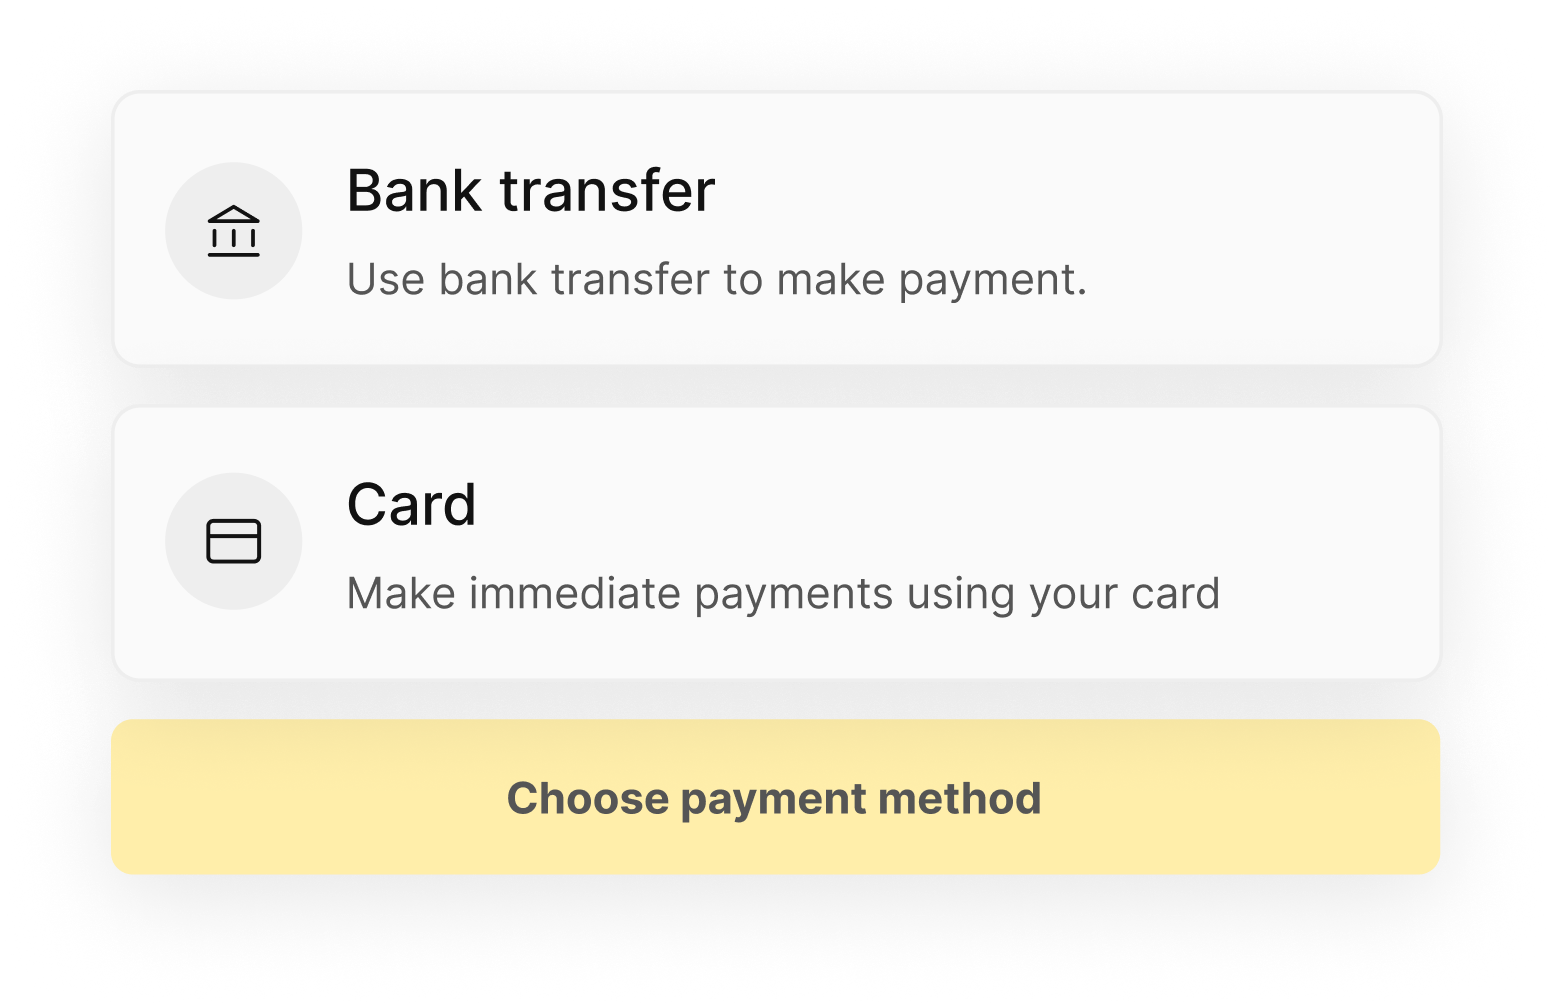 Bank transfer
Use bank transfer to make payment.
Card
Make immediate payments using your card
Choose payment method